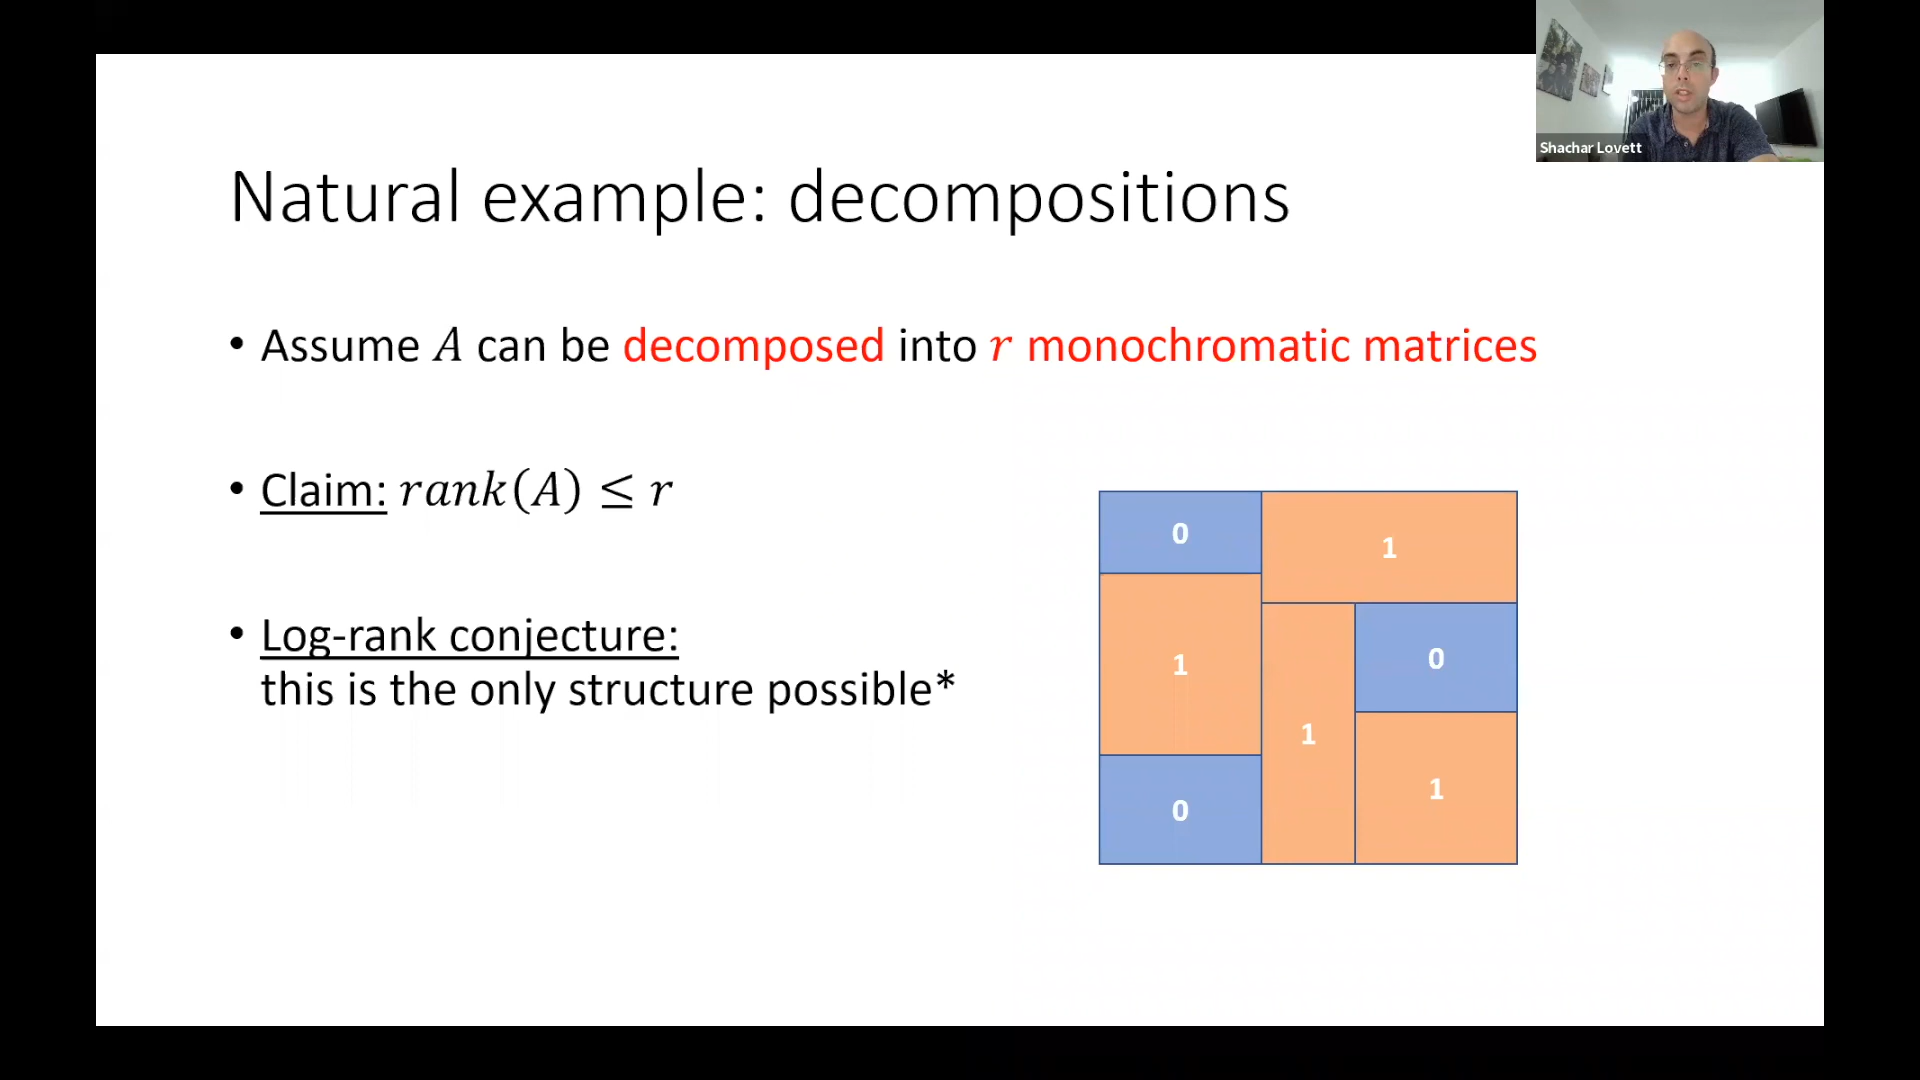 Shachar Lovett
Natural example: decompositions
• Assume A can be decomposed into r monochromatic matrices
• Claim: rank(A) ≤ r
• Log-rank conjecture:
this is the only structure possible*
0
1
1
0
1
0
1